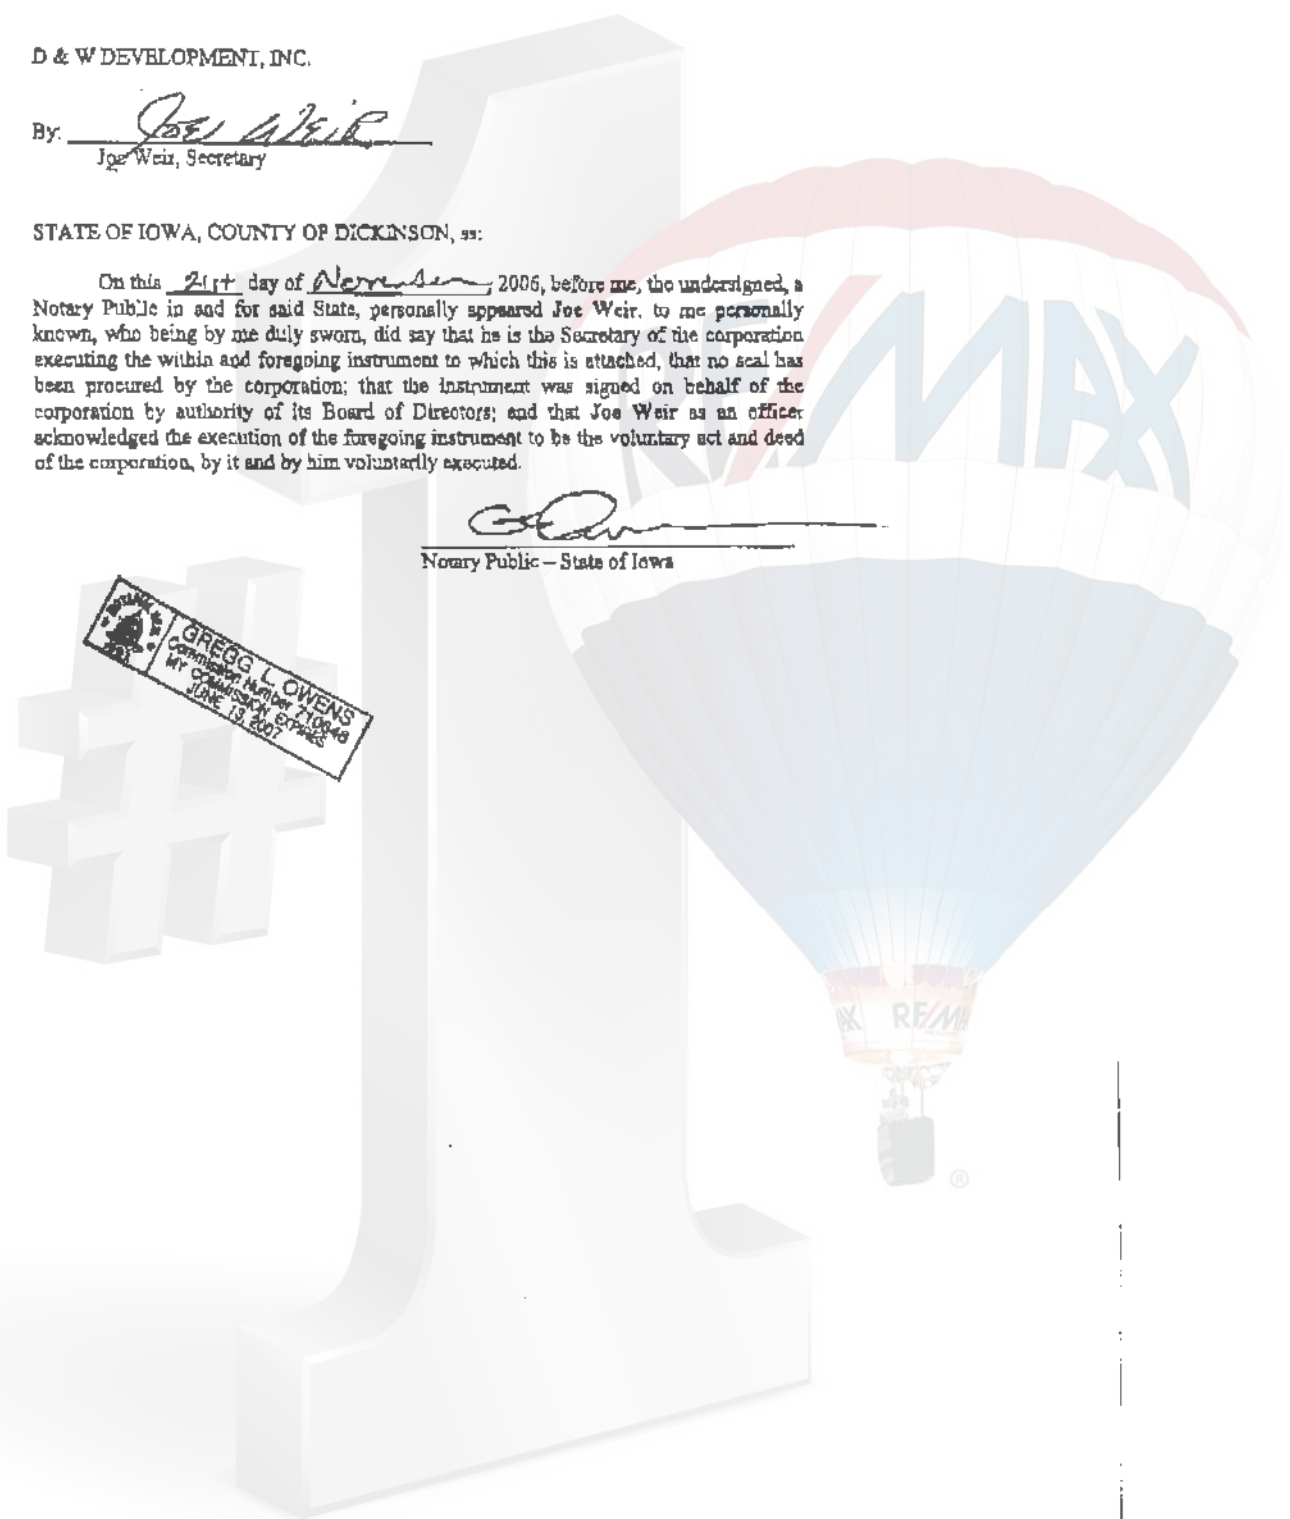 D & W DEVELOPMENT, INC.
By: Joe Weir
Joe Weir, Secretary
STATE OF IOWA, COUNTY OF DICKINSON, ss:
On this 21st day of November, 2006, before me, the undersigned, a
Notary Public in and for said State, personally appeared Joe Weir, to me personally
known, who being by me duly sworn, did say that he is the Secretary of the corporation
executing the within and foregoing instrument to which this is attached, that no seal has
been procured by the corporation; that the instrument was signed on behalf of the
corporation by authority of its Board of Directors; and that Joe Weir as an officer
acknowledged the execution of the foregoing instrument to be the voluntary act and deed
of the corporation, by it and by him voluntarily executed.
Notary Public – State of Iowa
GREGG L. OWENS
Commission Number
MY COMMISSION EXPIRES
JUNE 13, 2007
#1
RE/MAX
RE/MA
®